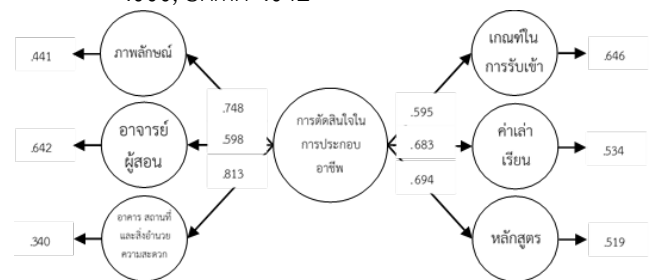 .441
ภาพลักษณ์
.642
อาจารย์
ผู้สอน
.340
อาคาร สถานที่
และสิ่งอำนวย
ความสะดวก
.748
.598
.813
การตัดสินใจใน
การประกอบ
อาชีพ
.595
.683
.694
เกณฑ์ใน
การรับเข้า
.646
ค่าเล่า
เรียน
.534
หลักสูตร
.519